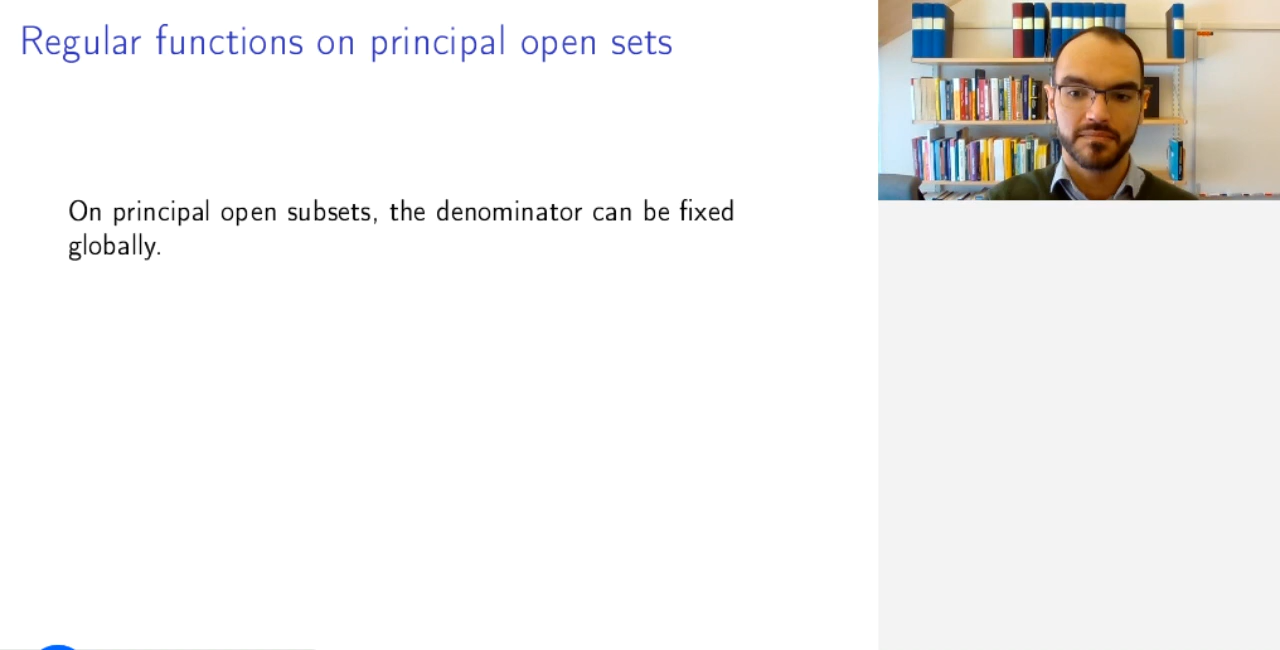 Regular functions on principal open sets
On principal open subsets, the denominator can be fixed
globally.